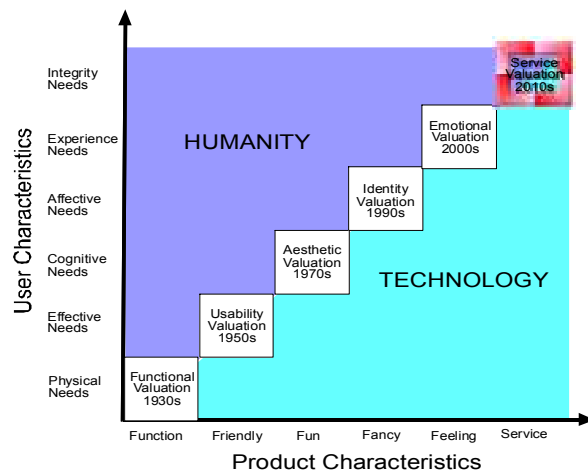 Integrity
Needs
Service
Valuation
2010s
Experience
Needs
HUMANITY
Emotional
Valuation
2000s
Affective
Needs
Identity
Valuation
1990s
Cognitive
Needs
Aesthetic
Valuation
1970s
TECHNOLOGY
Effective
Needs
Usability
Valuation
1950s
Physical
Needs
Functional
Valuation
1930s
User Characteristics
Function
Friendly
Fun
Fancy
Feeling
Service
Product Characteristics